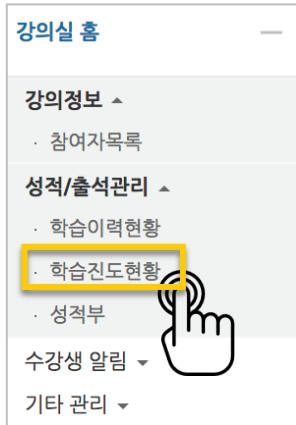 강의실 홈
강의정보
· 참여자목록
성적/출석관리
· 학습이력현황
· 학습진도현황
· 성적부
수강생 알림
기타 관리